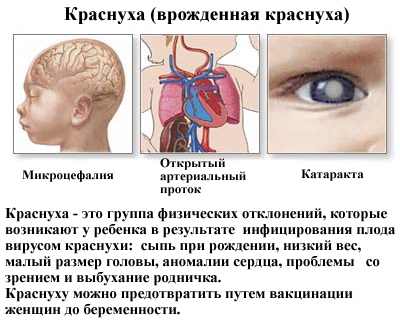 Краснуха (врожденная краснуха)
Микроцефалия
Открытый
артериальный
проток
Катаракта
Краснуха - это группа физических отклонений, которые
возникают у ребенка в результате инфицирования плода
вирусом краснухи: сыпь при рождении, низкий вес,
малый размер головы, аномалии сердца, проблемы со
зрением и выбухание родничка.
Краснуху можно предотвратить путем вакцинации
женщин до беременности.